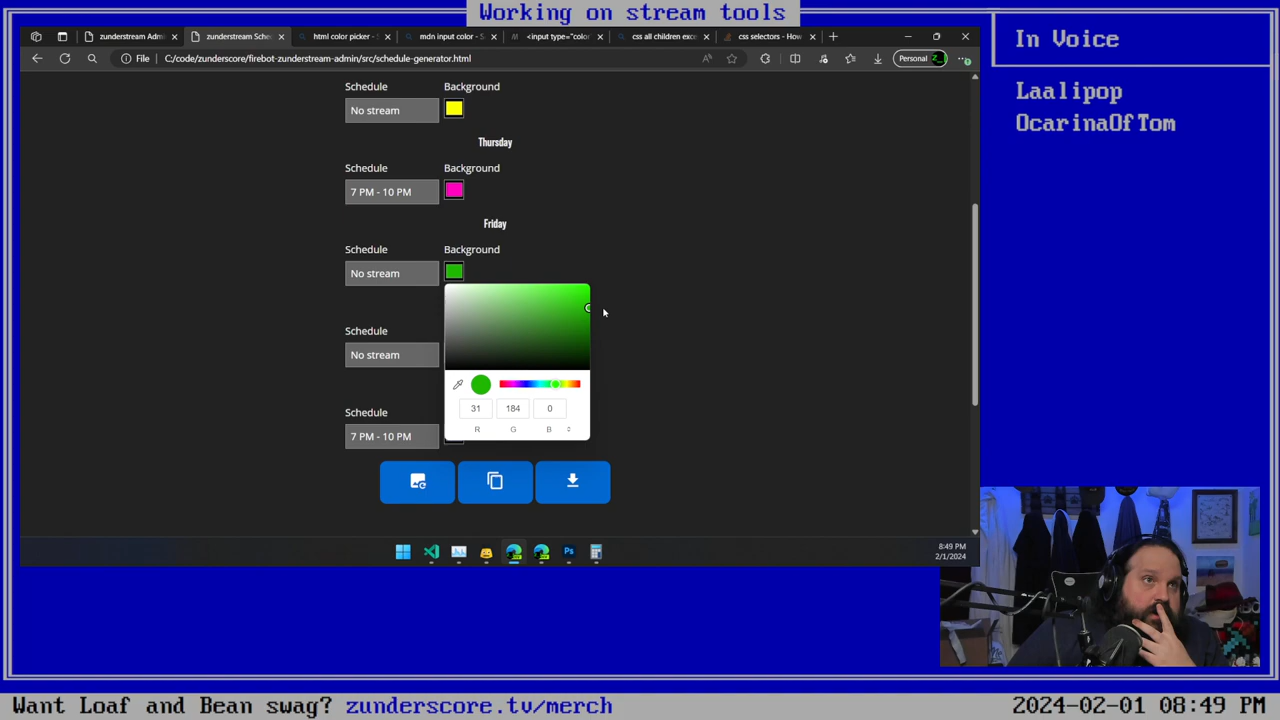 Working on stream tools
zunderstream Adm
zunderstream Sche
html color picker - S
mdn input color - Se
<input type="color
css all children exc
css selectors - How
File
C:/code/zunderscore/firebot-zunderstream-admin/src/schedule-generator.html
Personal
In Voice
Laalipop
OcarinaOfTom
Schedule Background
No stream
Thursday
Schedule Background
7 PM - 10 PM
Friday
Schedule Background
No stream
Schedule
No stream
31 184 0
R G B
Schedule
7 PM - 10 PM
8:49 PM
2/1/2024
Want Loaf and Bean swag? zunderscore.tv/merch
2024-02-01 08:49 PM